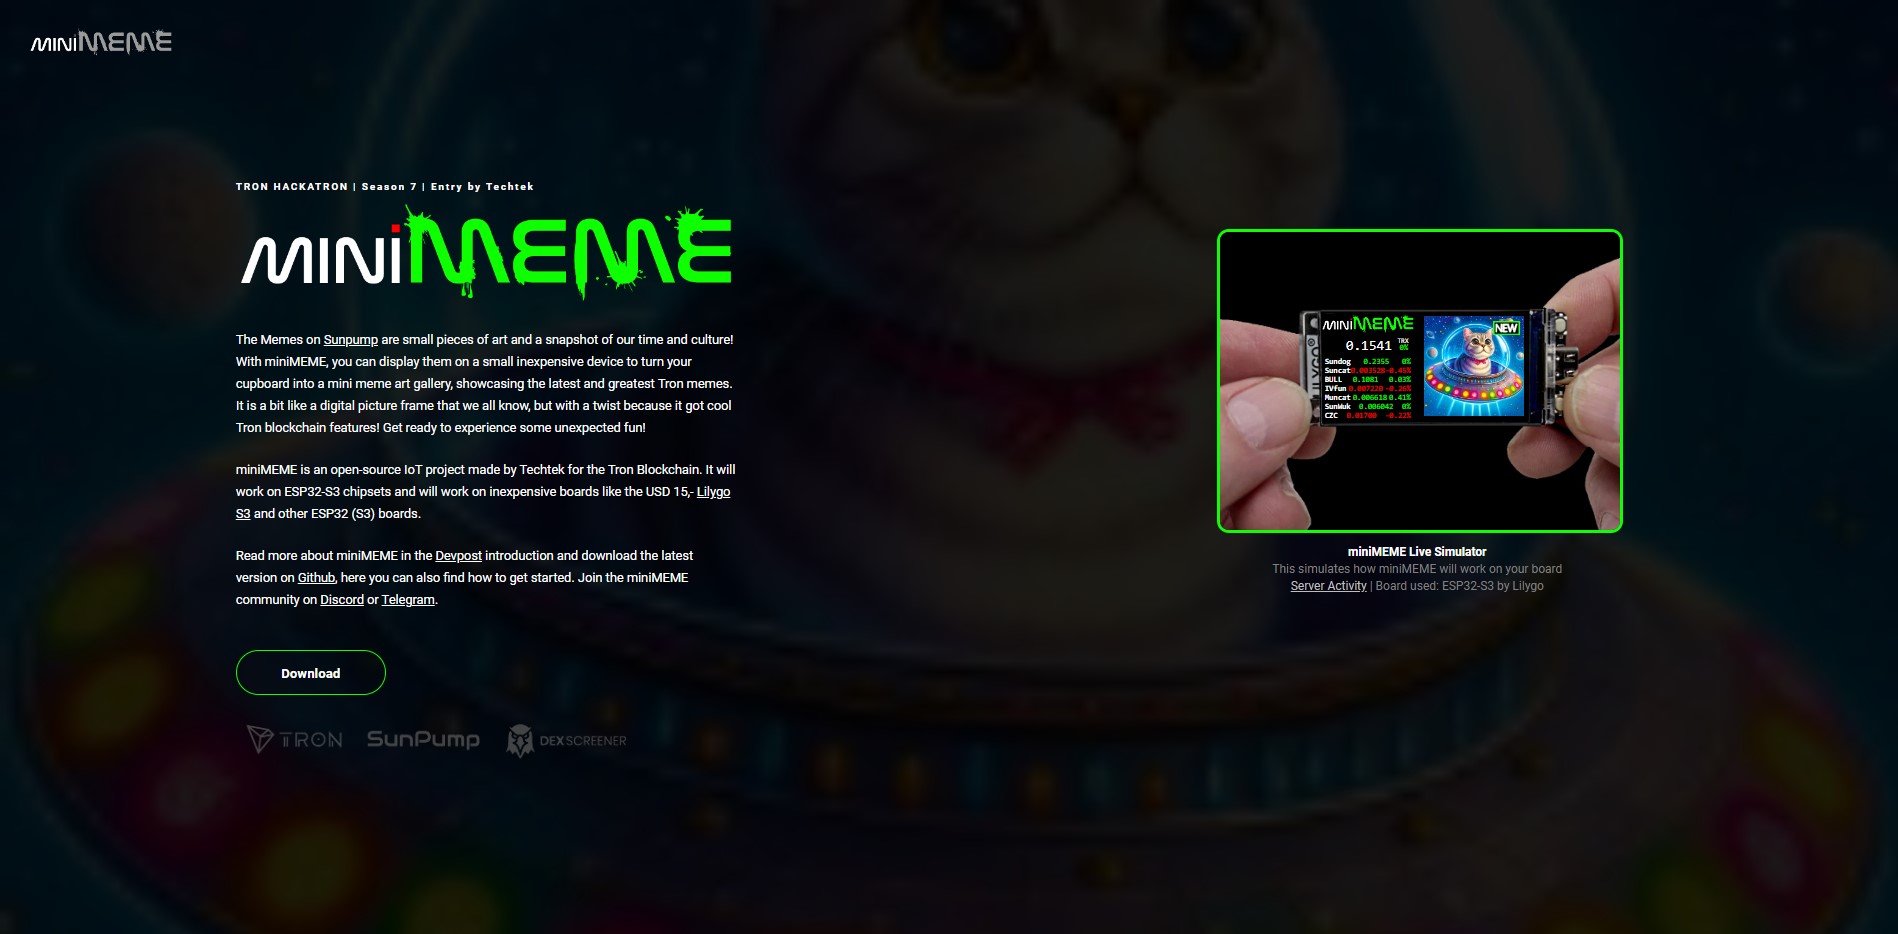 miniMEME
TRON HACKATRON | Season 7 | Entry by Techtek
miniMEME
The Memes on Sunpump are small pieces of art and a snapshot of our time and culture!
With miniMEME, you can display them on a small inexpensive device to turn your
cupboard into a mini meme art gallery, showcasing the latest and greatest Tron memes.
It is a bit like a digital picture frame that we all know, but with a twist because it got cool
Tron blockchain features! Get ready to experience some unexpected fun!
miniMEME is an open-source IoT project made by Techtek for the Tron Blockchain. It will
work on ESP32-S3 chipsets and will work on inexpensive boards like the USD 15,- Lilygo
S3 and other ESP32 (S3) boards.
Read more about miniMEME in the Devpost introduction and download the latest
version on Github, here you can also find how to get started. Join the miniMEME
community on Discord or Telegram.
Download
TRON SunPump DEXSCREENER
miniMEME
NEW
0.1541 TRX 0%
Sundog 0.2355 0%
Suncat 0.003528 -0.45%
BULL 0.1081 0.03%
IVfun 0.007220 -0.26%
Muncat 0.006618 0.41%
SunWuk 0.006042 0%
CZC 0.01700 -0.22%
LILYGO
miniMEME Live Simulator
This simulates how miniMEME will work on your board
Server Activity | Board used: ESP32-S3 by Lilygo